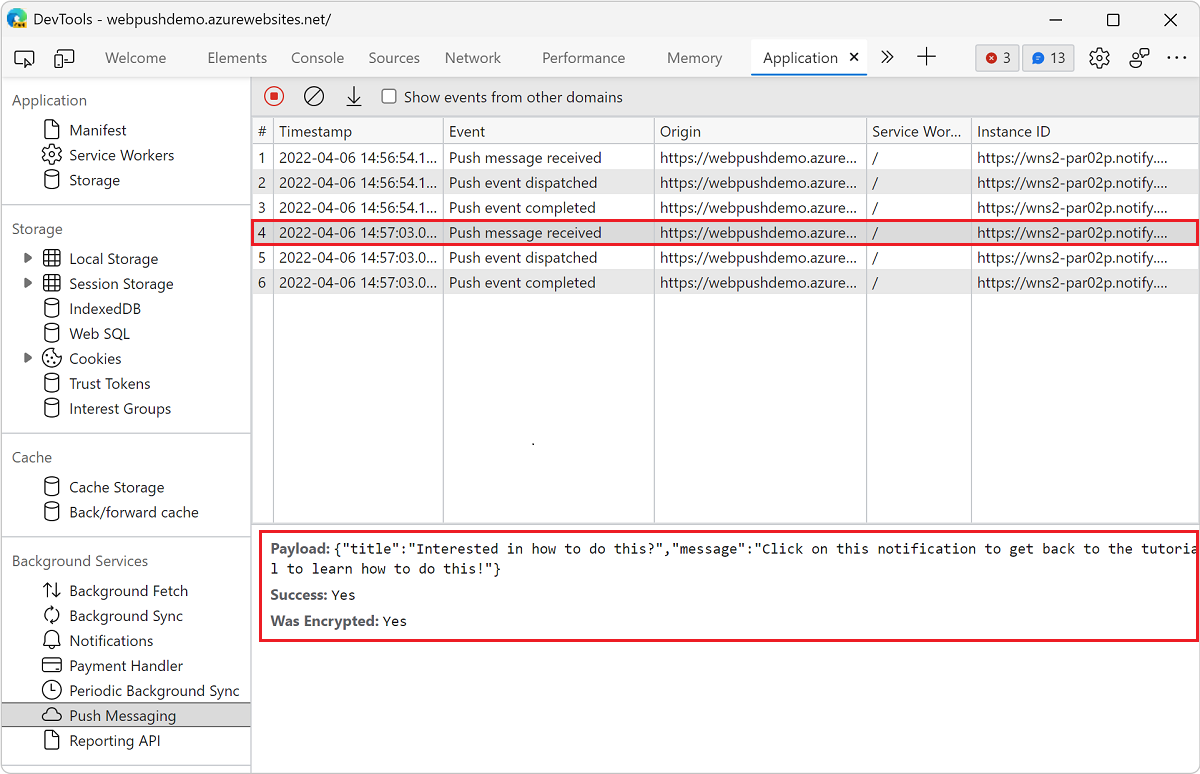 DevTools - webpushdemo.azurewebsites.net/
Welcome Elements Console Sources Network Performance Memory Application 3 13
Application
Manifest
Service Workers
Storage
Storage
Local Storage
Session Storage
IndexedDB
Web SQL
Cookies
Trust Tokens
Interest Groups
Cache
Cache Storage
Back/forward cache
Background Services
Background Fetch
Background Sync
Notifications
Payment Handler
Periodic Background Sync
Push Messaging
Reporting API
Show events from other domains
# Timestamp Event Origin Service Wor... Instance ID
1 2022-04-06 14:56:54.1... Push message received https://webpushdemo.azure... / https://wns2-par02p.notify....
2 2022-04-06 14:56:54.1... Push event dispatched https://webpushdemo.azure... / https://wns2-par02p.notify....
3 2022-04-06 14:56:54.1... Push event completed https://webpushdemo.azure... / https://wns2-par02p.notify....
4 2022-04-06 14:57:03.0... Push message received https://webpushdemo.azure... / https://wns2-par02p.notify....
5 2022-04-06 14:57:03.0... Push event dispatched https://webpushdemo.azure... / https://wns2-par02p.notify....
6 2022-04-06 14:57:03.0... Push event completed https://webpushdemo.azure... / https://wns2-par02p.notify....
Payload: {"title":"Interested in how to do this?","message":"Click on this notification to get back to the tutoria
l to learn how to do this!"}
Success: Yes
Was Encrypted: Yes